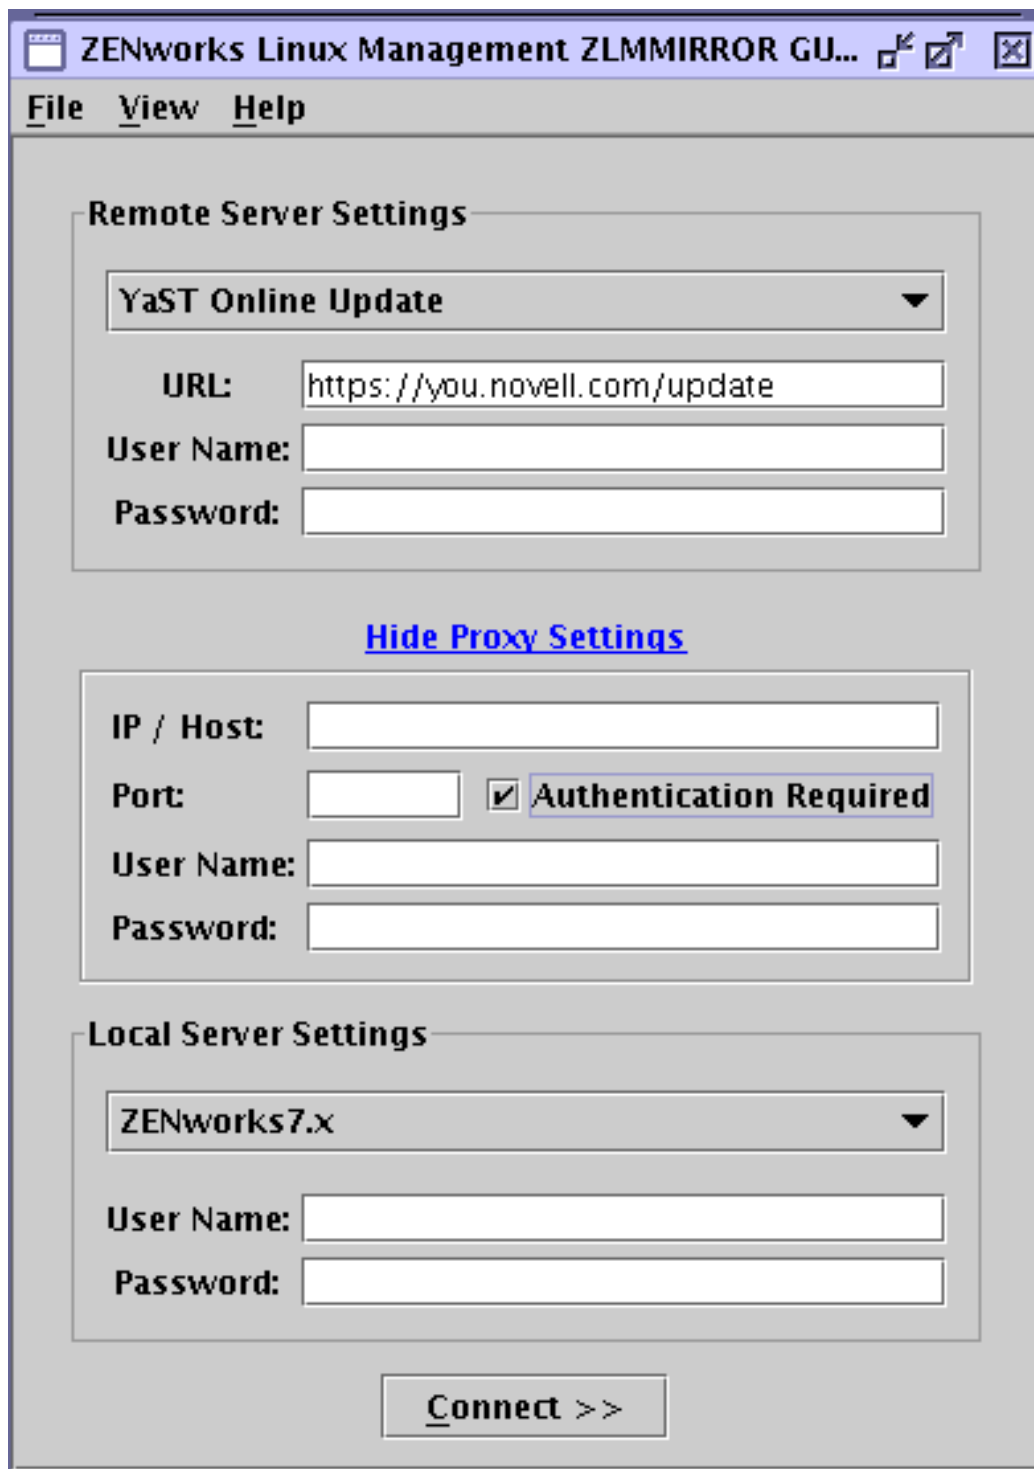 ZENworks Linux Management ZLMMIRROR GU...
File View Help
Remote Server Settings
YaST Online Update
URL: https://you.novell.com/update
User Name:
Password:
Hide Proxy Settings
IP / Host:
Port: Authentication Required
User Name:
Password:
Local Server Settings
ZENworks7.x
User Name:
Password:
Connect >>